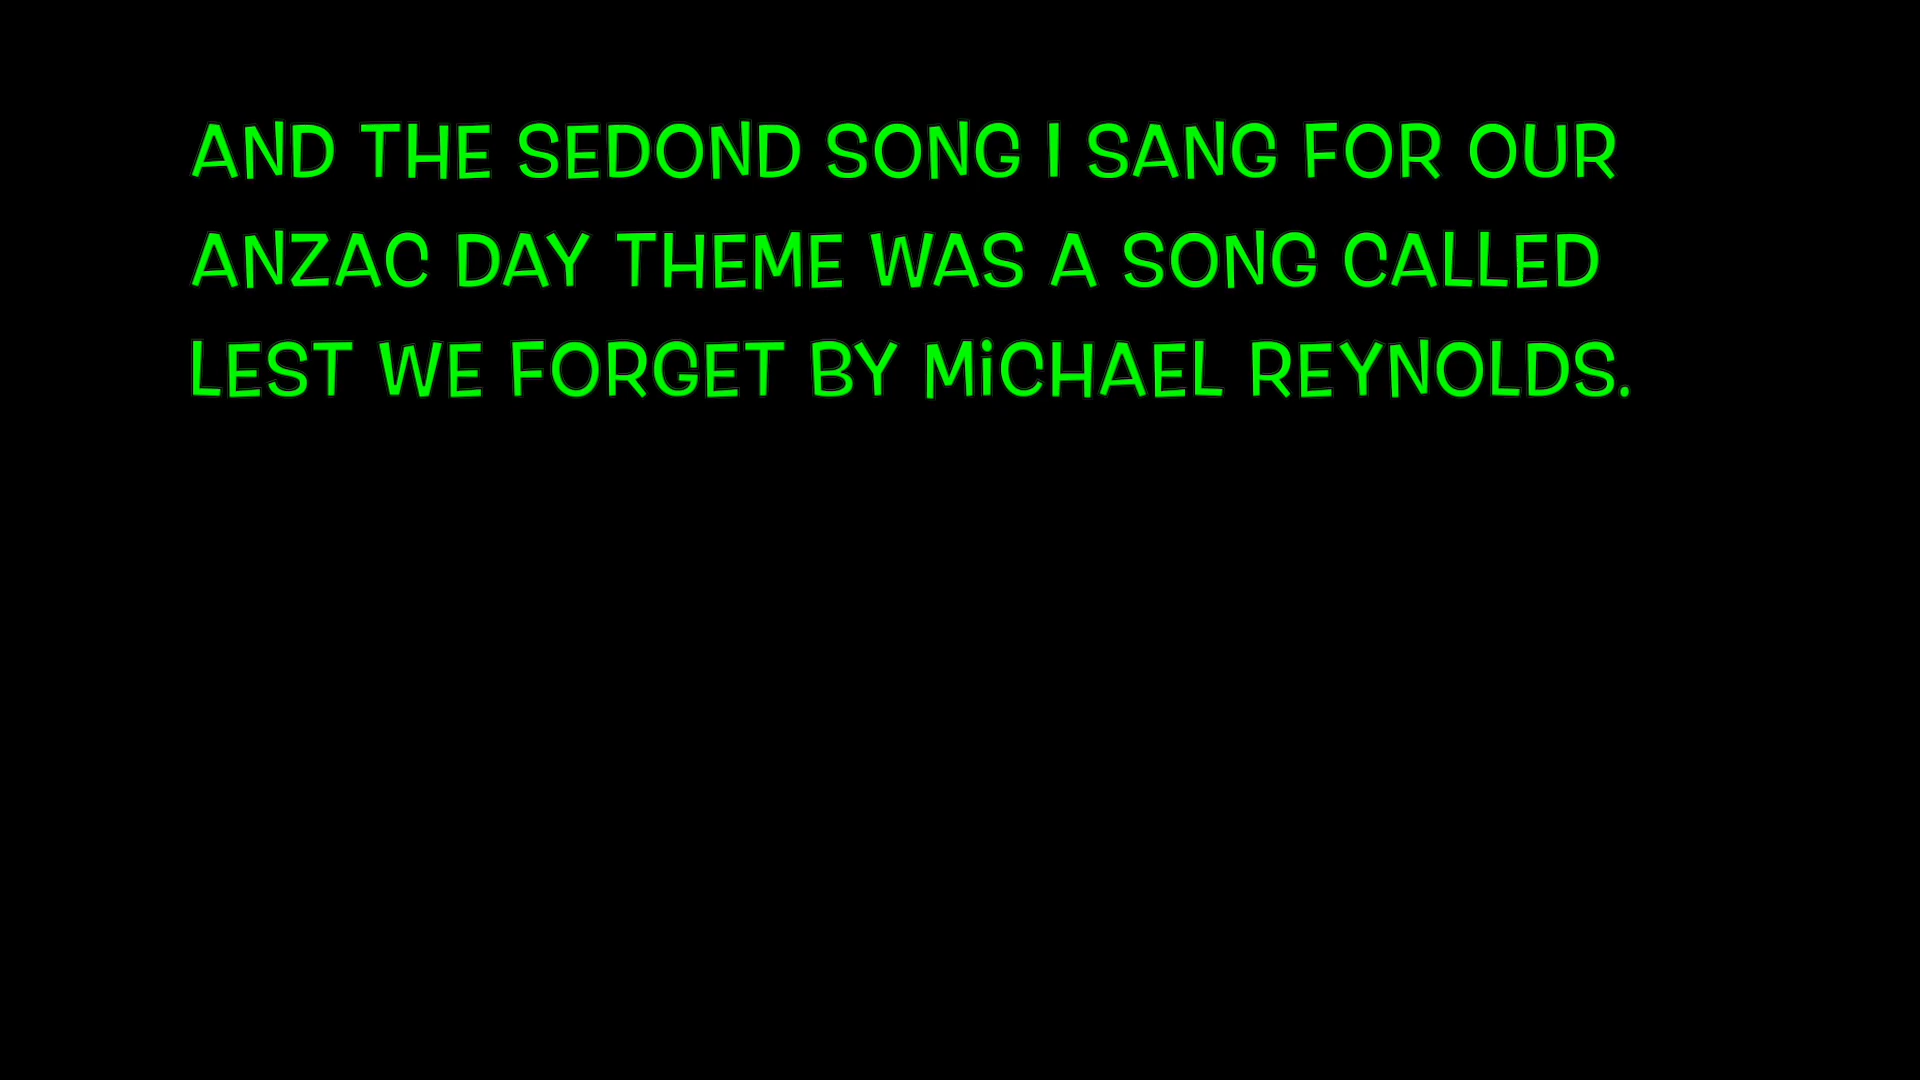 AND THE SEDOND SONG I SANG FOR OUR
ANZAC DAY THEME WAS A SONG CALLED
LEST WE FORGET BY MiCHAEL REYNOLDS.